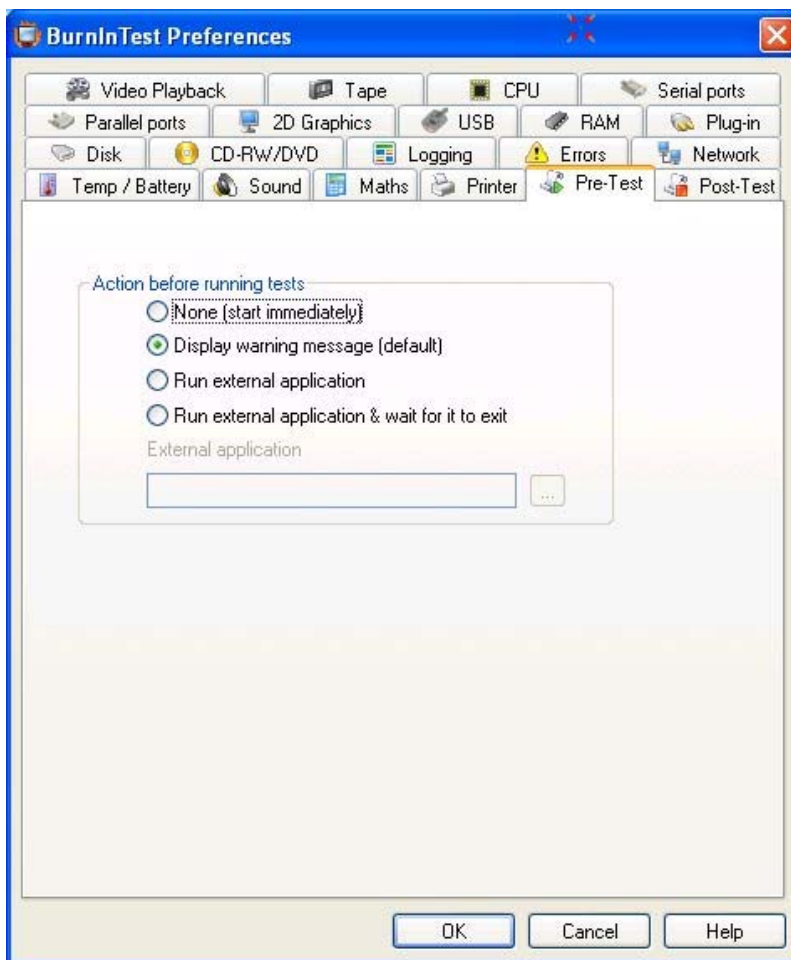 BurnInTest Preferences
Video Playback Tape CPU Serial ports
Parallel ports 2D Graphics USB RAM Plug-in
Disk CD-RW/DVD Logging Errors Network
Temp / Battery Sound Maths Printer Pre-Test Post-Test
Action before running tests
None (start immediately)
Display warning message (default)
Run external application
Run external application & wait for it to exit
External application
...
OK Cancel Help